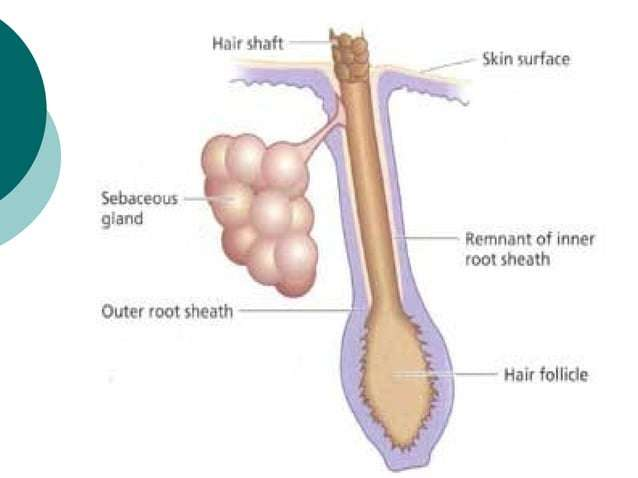 Hair shaft
Skin surface
Sebaceous
gland
Remnant of inner
root sheath
Outer root sheath
Hair follicle